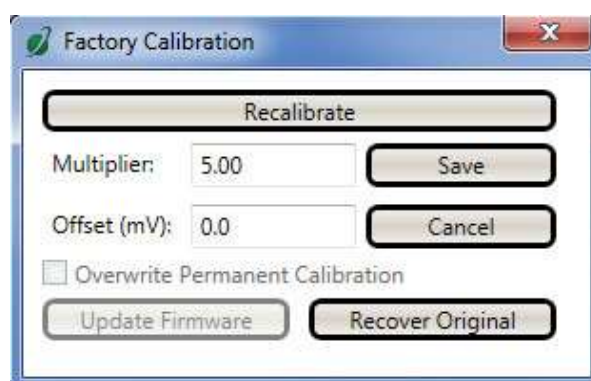 Factory Calibration
Recalibrate
Multiplier: 5.00 Save
Offset (mV): 0.0 Cancel
Overwrite Permanent Calibration
Update Firmware Recover Original